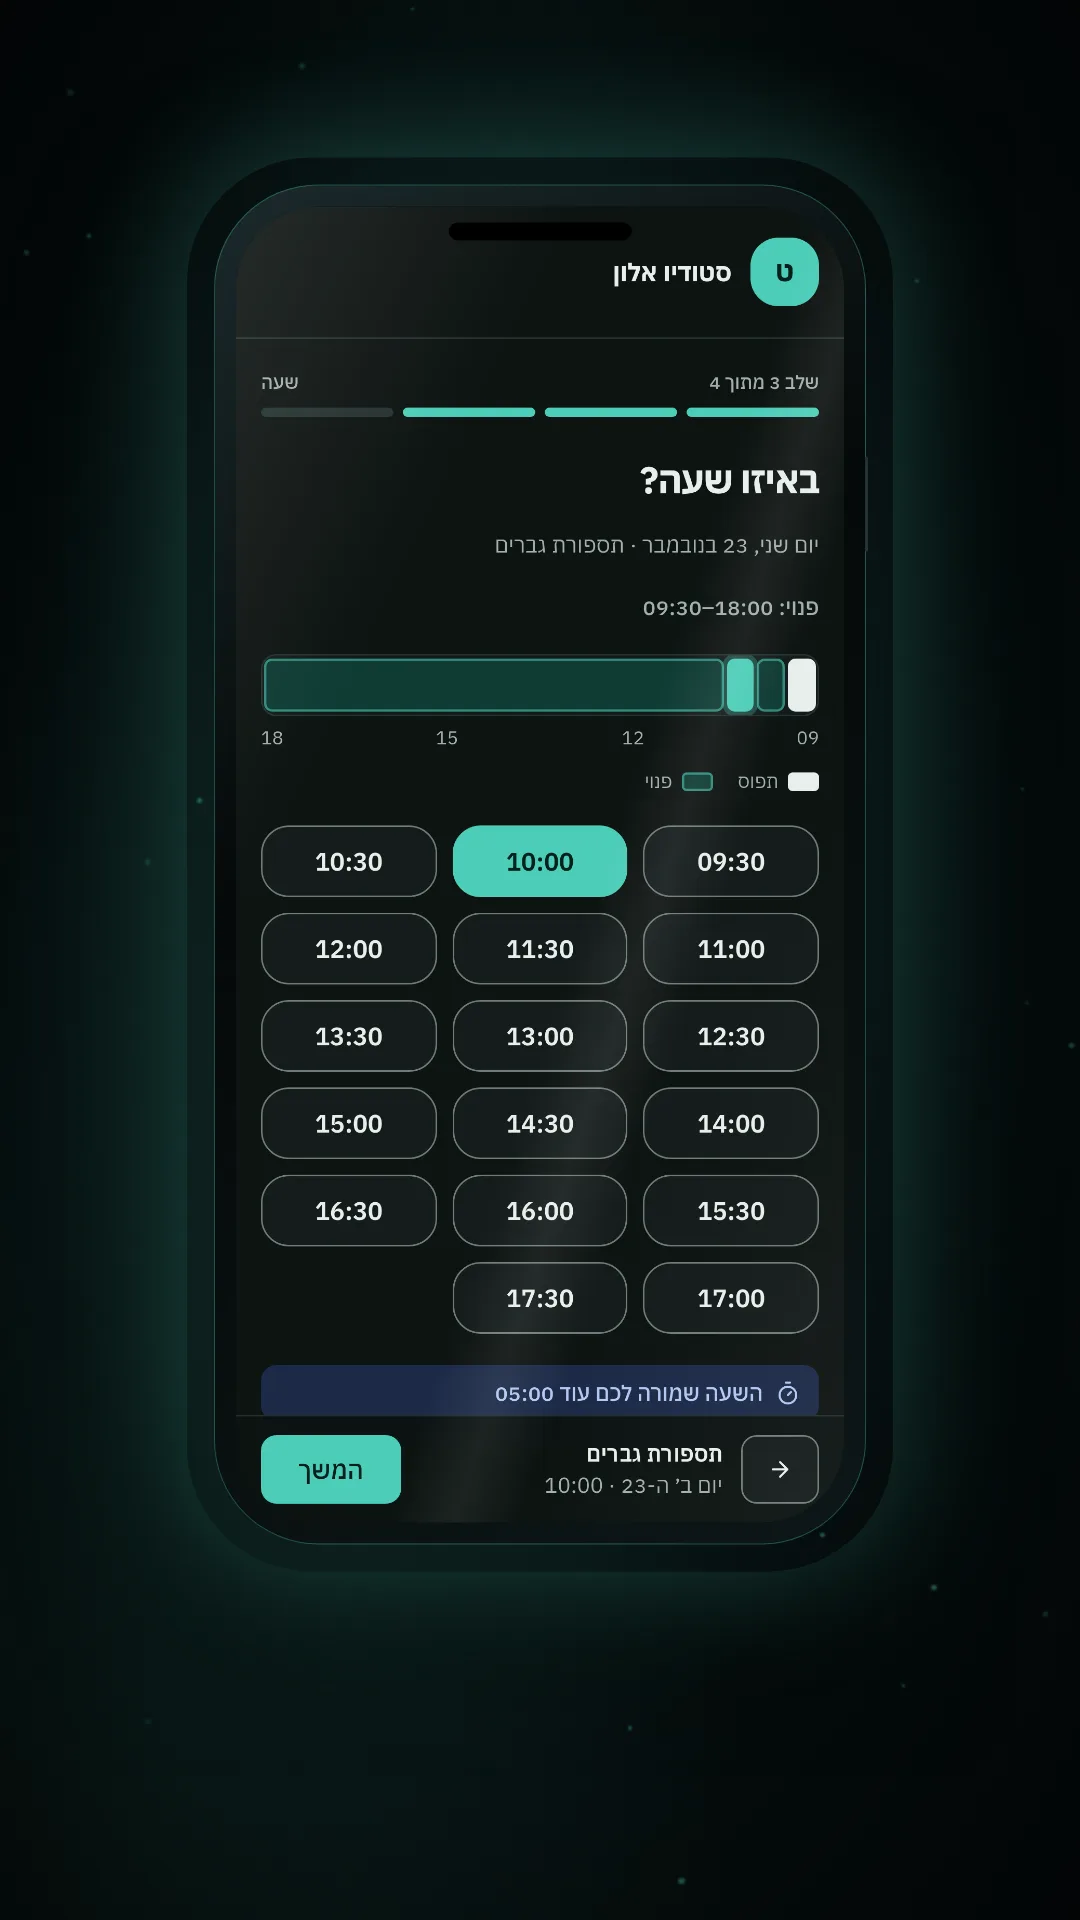 ט
סטודיו אלון
שלב 3 מתוך 4
שעה
באיזו שעה?
יום שני, 23 בנובמבר · תספורת גברים
פנוי: 09:30–18:00
09 12 15 18
תפוס
פנוי
09:30 10:00 10:30
11:00 11:30 12:00
12:30 13:00 13:30
14:00 14:30 15:00
15:30 16:00 16:30
17:00 17:30
השעה שמורה לכם עוד 05:00
תספורת גברים
יום ב׳ ה-23 · 10:00
המשך